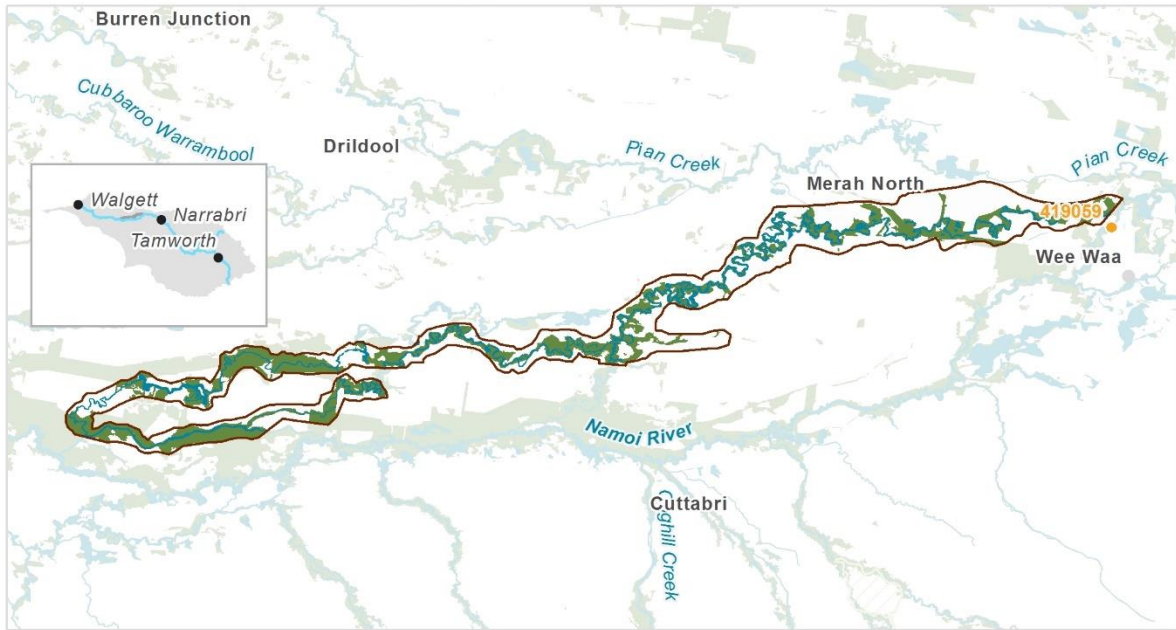 Burren Junction
Cubbaroo Warrambool
Drildool
Pian Creek
Pian Creek
Merah North
Walgett
Narrabri
Tamworth
419059
Wee Waa
Namoi River
Cuttabri